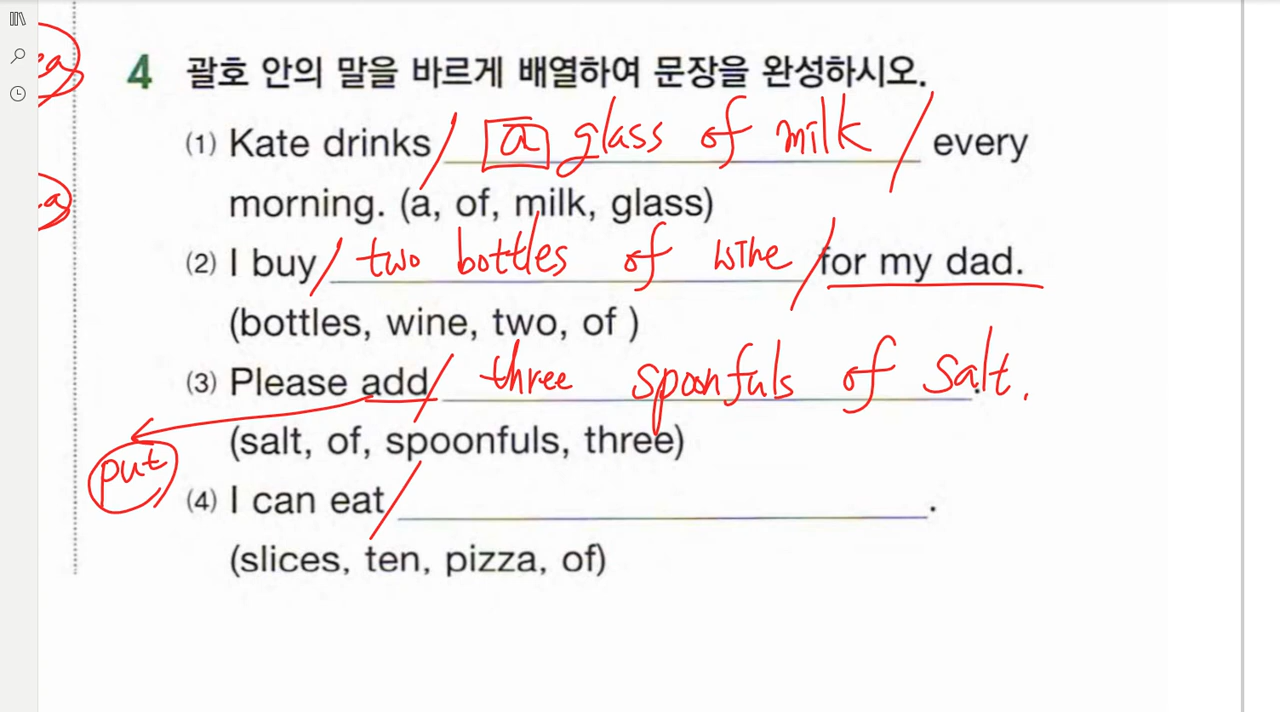 4 괄호 안의 말을 바르게 배열하여 문장을 완성하시오.
(1) Kate drinks / a glass of milk / every
morning. (a, of, milk, glass)
(2) I buy / two bottles of wine / for my dad.
(bottles, wine, two, of )
(3) Please add / three spoonfuls of salt.
(salt, of, spoonfuls, three)
put
(4) I can eat / .
(slices, ten, pizza, of)